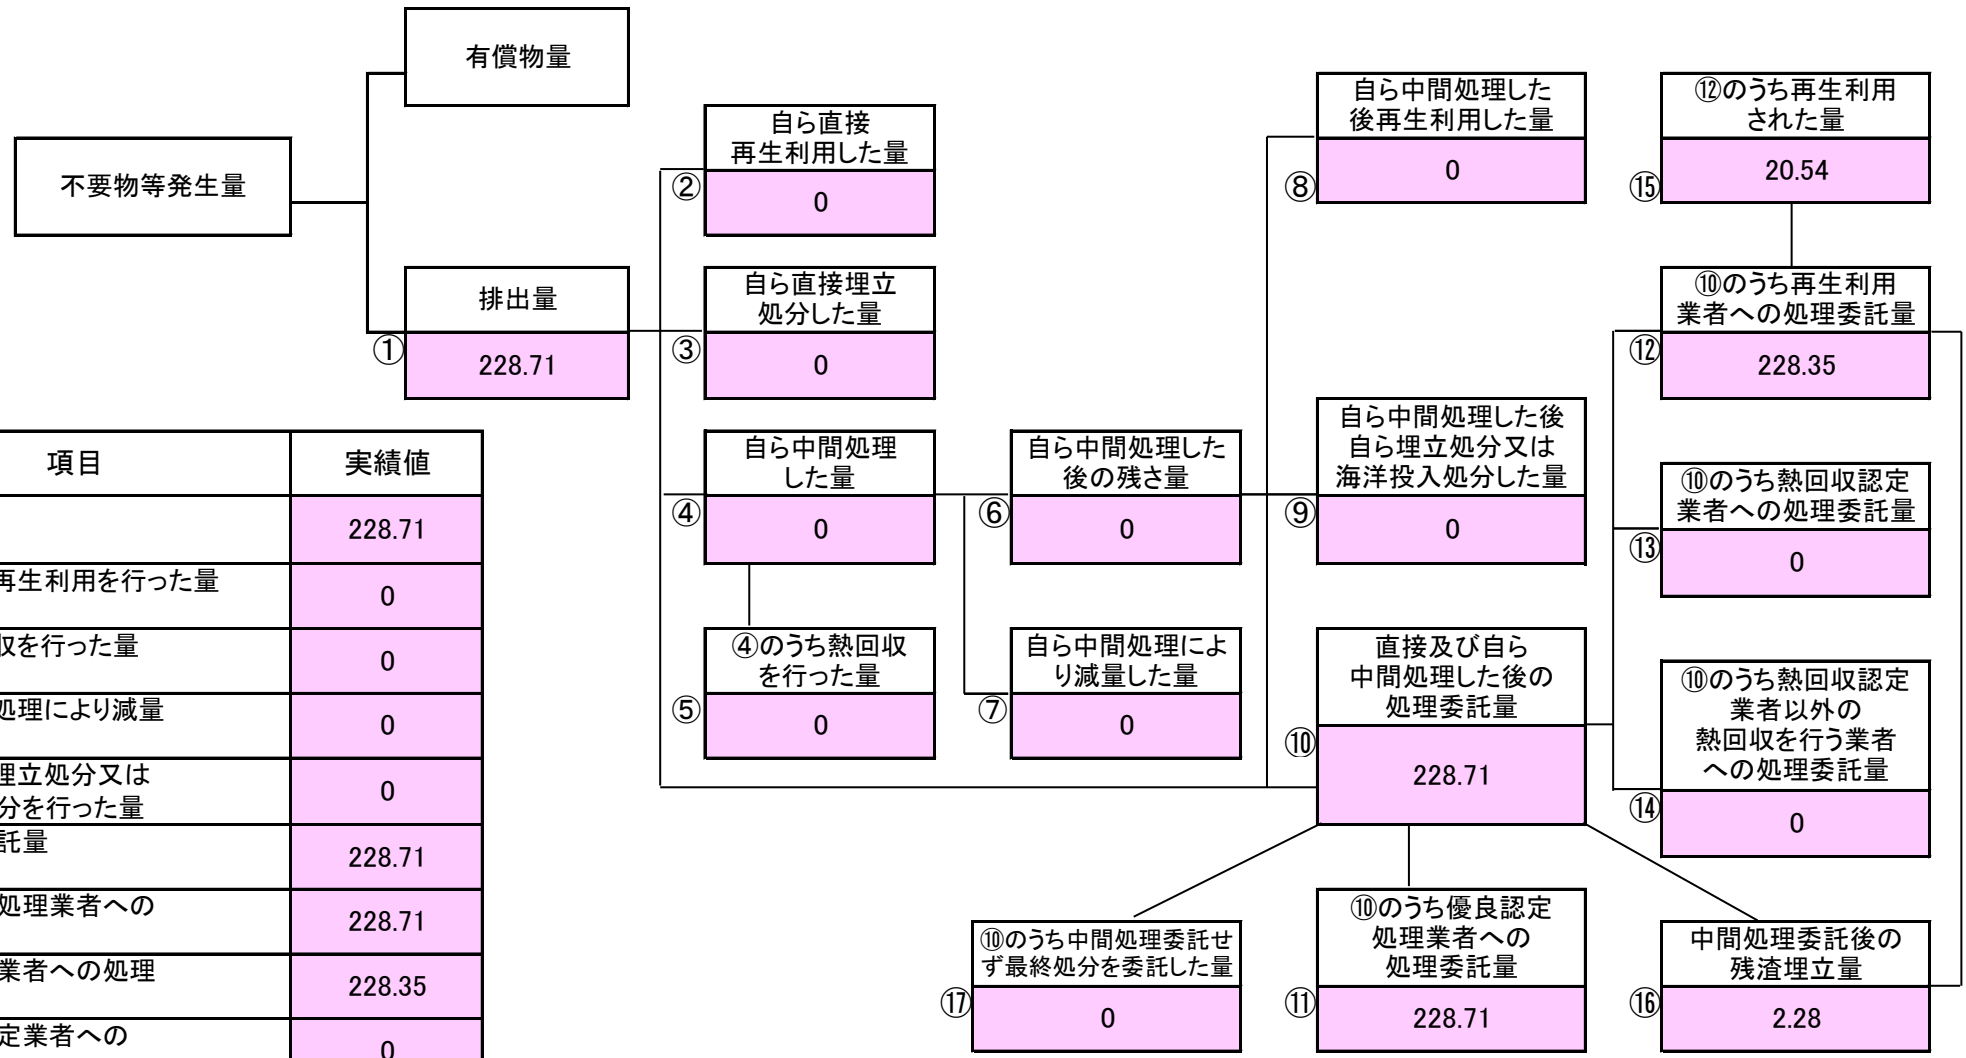 有償物量
不要物等発生量
排出量
①
228.71
自ら直接
再生利用した量
②
0
自ら直接埋立
処分した量
③
0
自ら中間処理
した量
④
0
④のうち熱回収
を行った量
⑤
0
自ら中間処理した
後の残さ量
⑥
0
自ら中間処理によ
り減量した量
⑦
0
自ら中間処理した
後再生利用した量
⑧
0
自ら中間処理した後
自ら埋立処分又は
海洋投入処分した量
⑨
0
直接及び自ら
中間処理した後の
処理委託量
⑩
228.71
⑫のうち再生利用
された量
⑮
20.54
⑩のうち再生利用
業者への処理委託量
⑫
228.35
⑩のうち熱回収認定
業者への処理委託量
⑬
0
⑩のうち熱回収認定
業者以外の
熱回収を行う業者
への処理委託量
⑭
0
⑩のうち中間処理委託せ
ず最終処分を委託した量
⑰
0
⑩のうち優良認定
処理業者への
処理委託量
⑪
228.71
中間処理委託後の
残渣埋立量
⑯
2.28
項目 実績値
228.71
再生利用を行った量 0
収を行った量 0
処理により減量 0
埋立処分又は
分を行った量 0
託量 228.71
処理業者への 228.71
業者への処理 228.35
定業者への 0